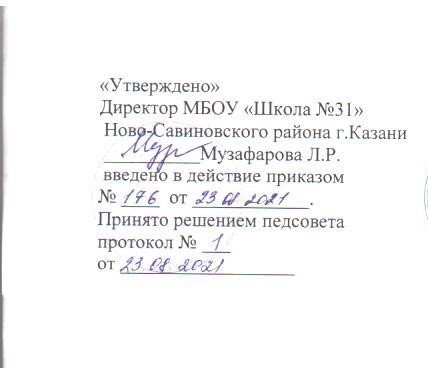 «Утверждено»
Директор МБОУ «Школа №31»
Ново-Савиновского района г.Казани
Музафарова Л.Р.
введено в действие приказом
№ 176 от 23 08 2021.
Принято решением педсовета
протокол № 1
от 23.08.2021